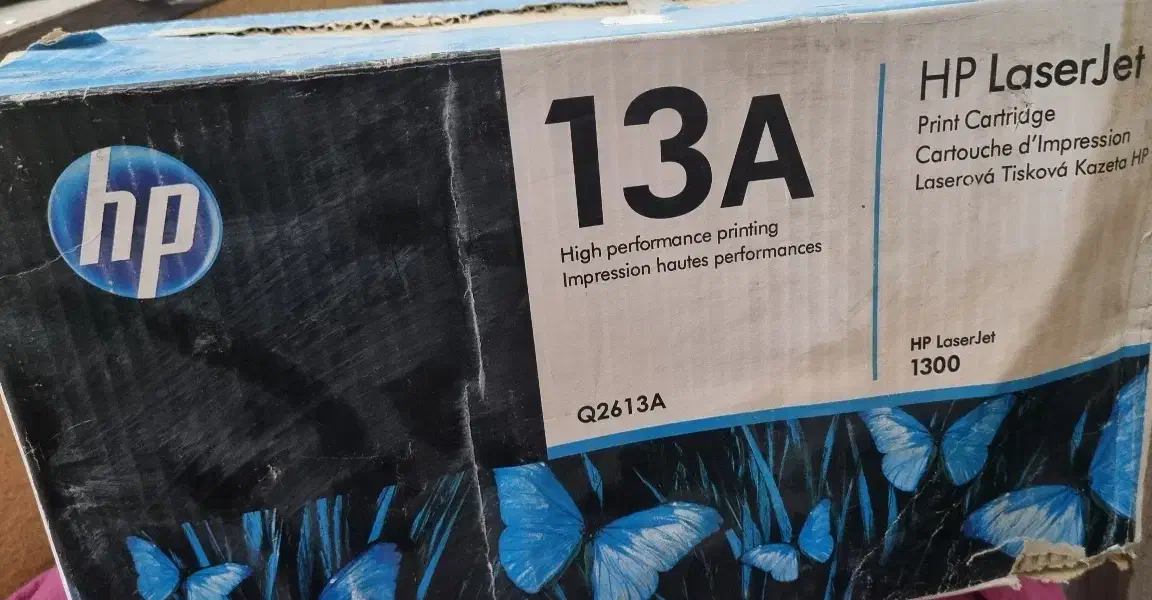 hp
13A
High performance printing
Impression hautes performances
Q2613A
HP LaserJet
Print Cartridge
Cartouche d'Impression
Laserová Tisková Kazeta HP
HP LaserJet
1300